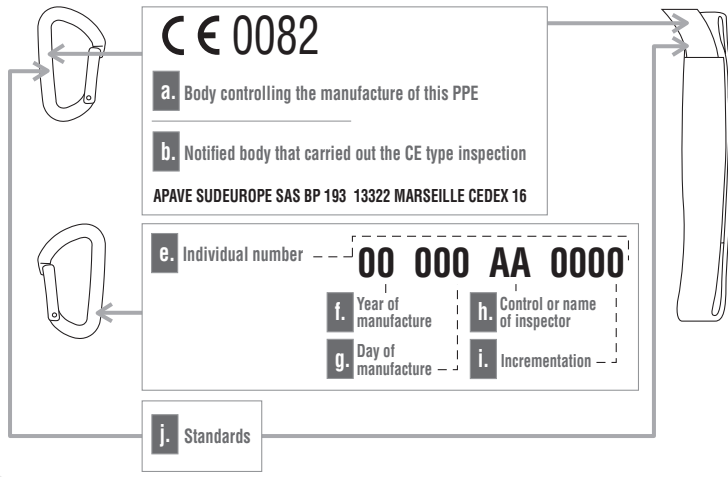 CE 0082
a. Body controlling the manufacture of this PPE
b. Notified body that carried out the CE type inspection
APAVE SUDEUROPE SAS BP 193 13322 MARSEILLE CEDEX 16
e. Individual number
00 000 AA 0000
f. Year of
manufacture
h. Control or name
of inspector
g. Day of
manufacture
i. Incrementation
j. Standards